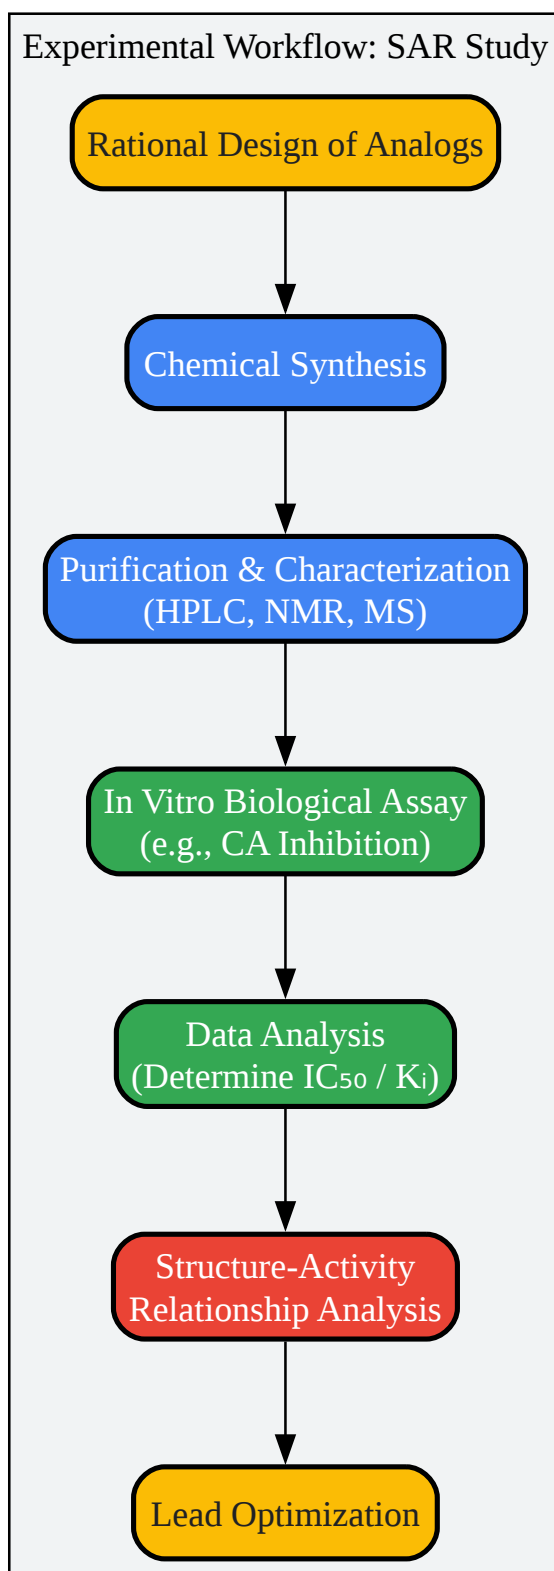 Experimental Workflow: SAR Study
Rational Design of Analogs
Chemical Synthesis
Purification & Characterization
(HPLC, NMR, MS)
In Vitro Biological Assay
(e.g., CA Inhibition)
Data Analysis
(Determine IC₅₀ / Kᵢ)
Structure-Activity
Relationship Analysis
Lead Optimization